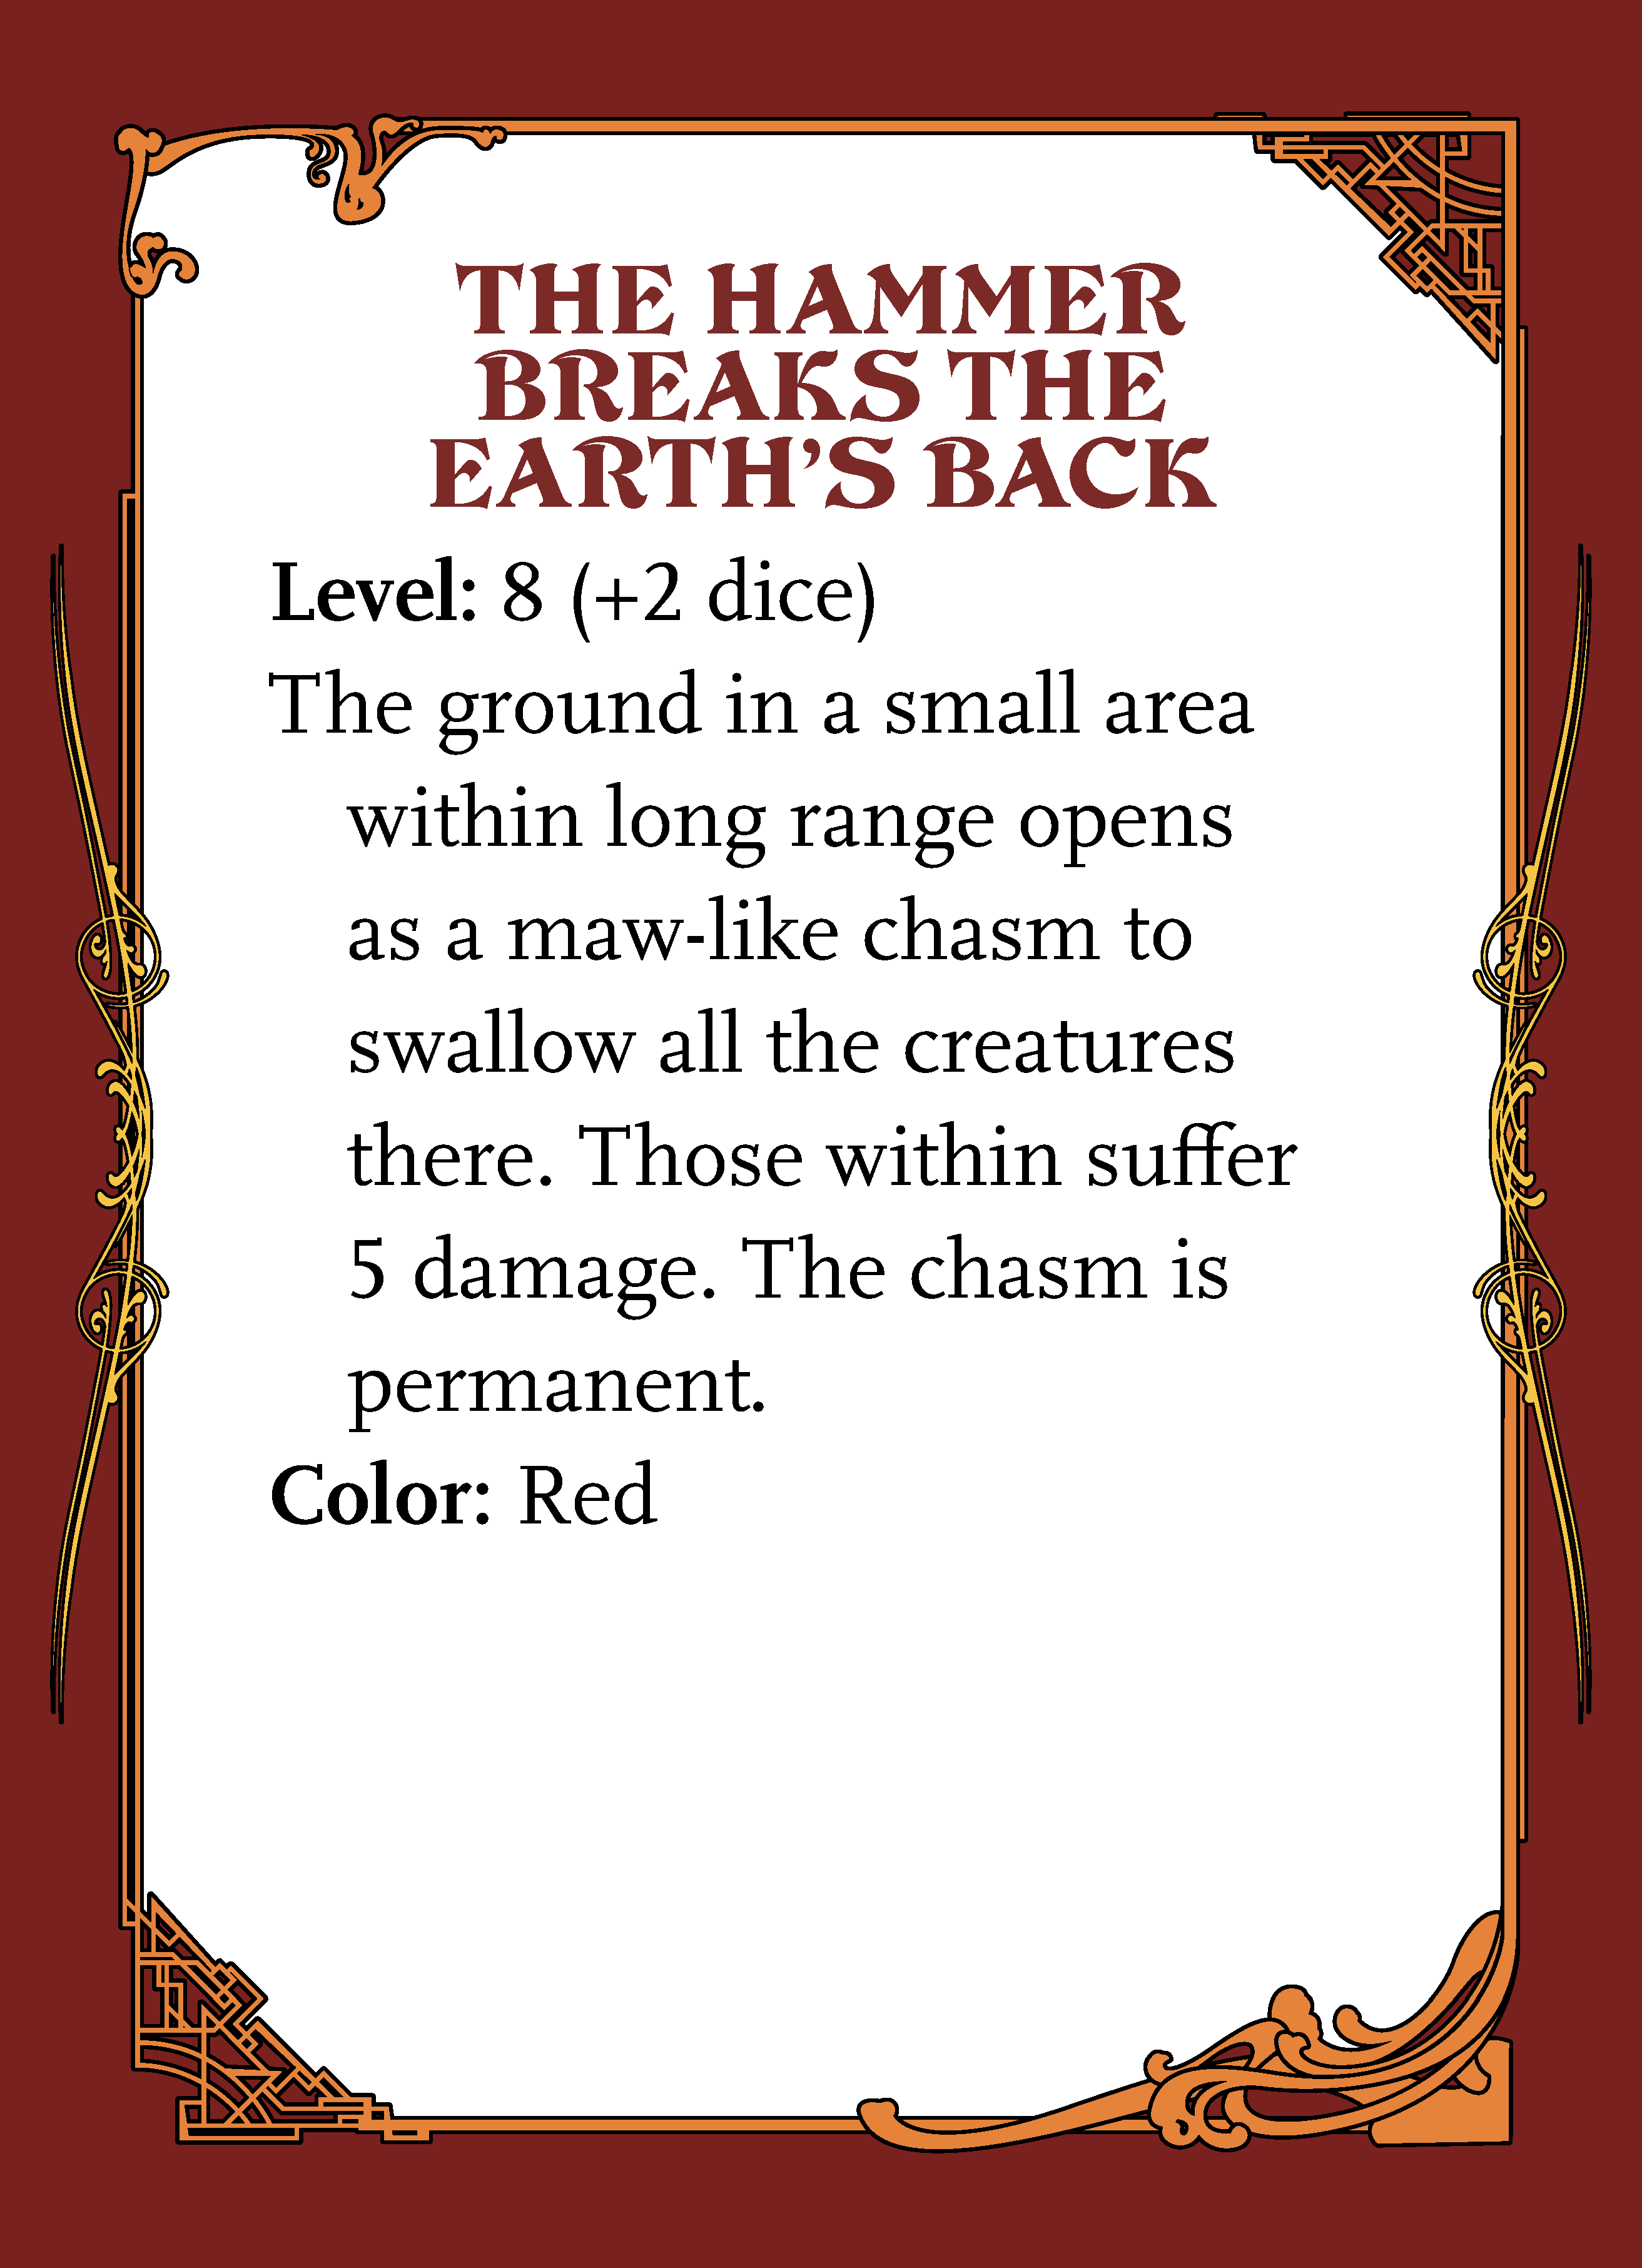 THE HAMMER
BREAKS THE
EARTH’S BACK
Level: 8 (+2 dice)
The ground in a small area
within long range opens
as a maw-like chasm to
swallow all the creatures
there. Those within suffer
5 damage. The chasm is
permanent.
Color: Red